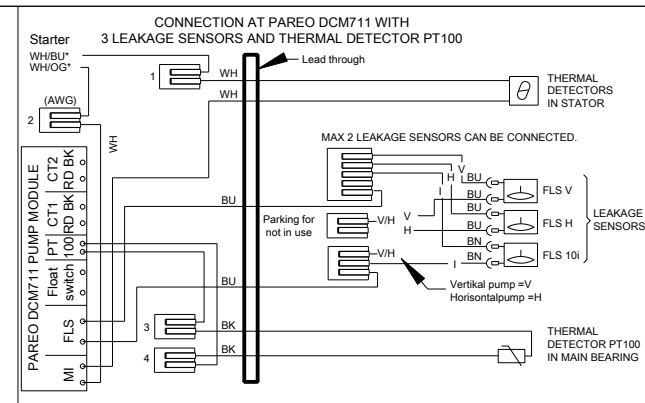 CONNECTION AT PAREO DCM711 WITH
3 LEAKAGE SENSORS AND THERMAL DETECTOR PT100
Starter
WH/BU*
WH/OG*
(AWG)
1
2
WH
WH
WH
Lead through
THERMAL
DETECTORS
IN STATOR
MAX 2 LEAKAGE SENSORS CAN BE CONNECTED.
V
H
I
BU
BU
BU
BU
BN
BN
FLS V
FLS H
FLS 10i
LEAKAGE
SENSORS
BU
Parking for
not in use
V/H
V
H
V/H
I
BU
Vertikal pump =V
Horisontalpump =H
3
BK
4
BK
THERMAL
DETECTOR PT100
IN MAIN BEARING
PAREO DCM711 PUMP MODULE
CT2
RD BK
CT1
RD BK
PT
100
Float
switch
FLS
MI